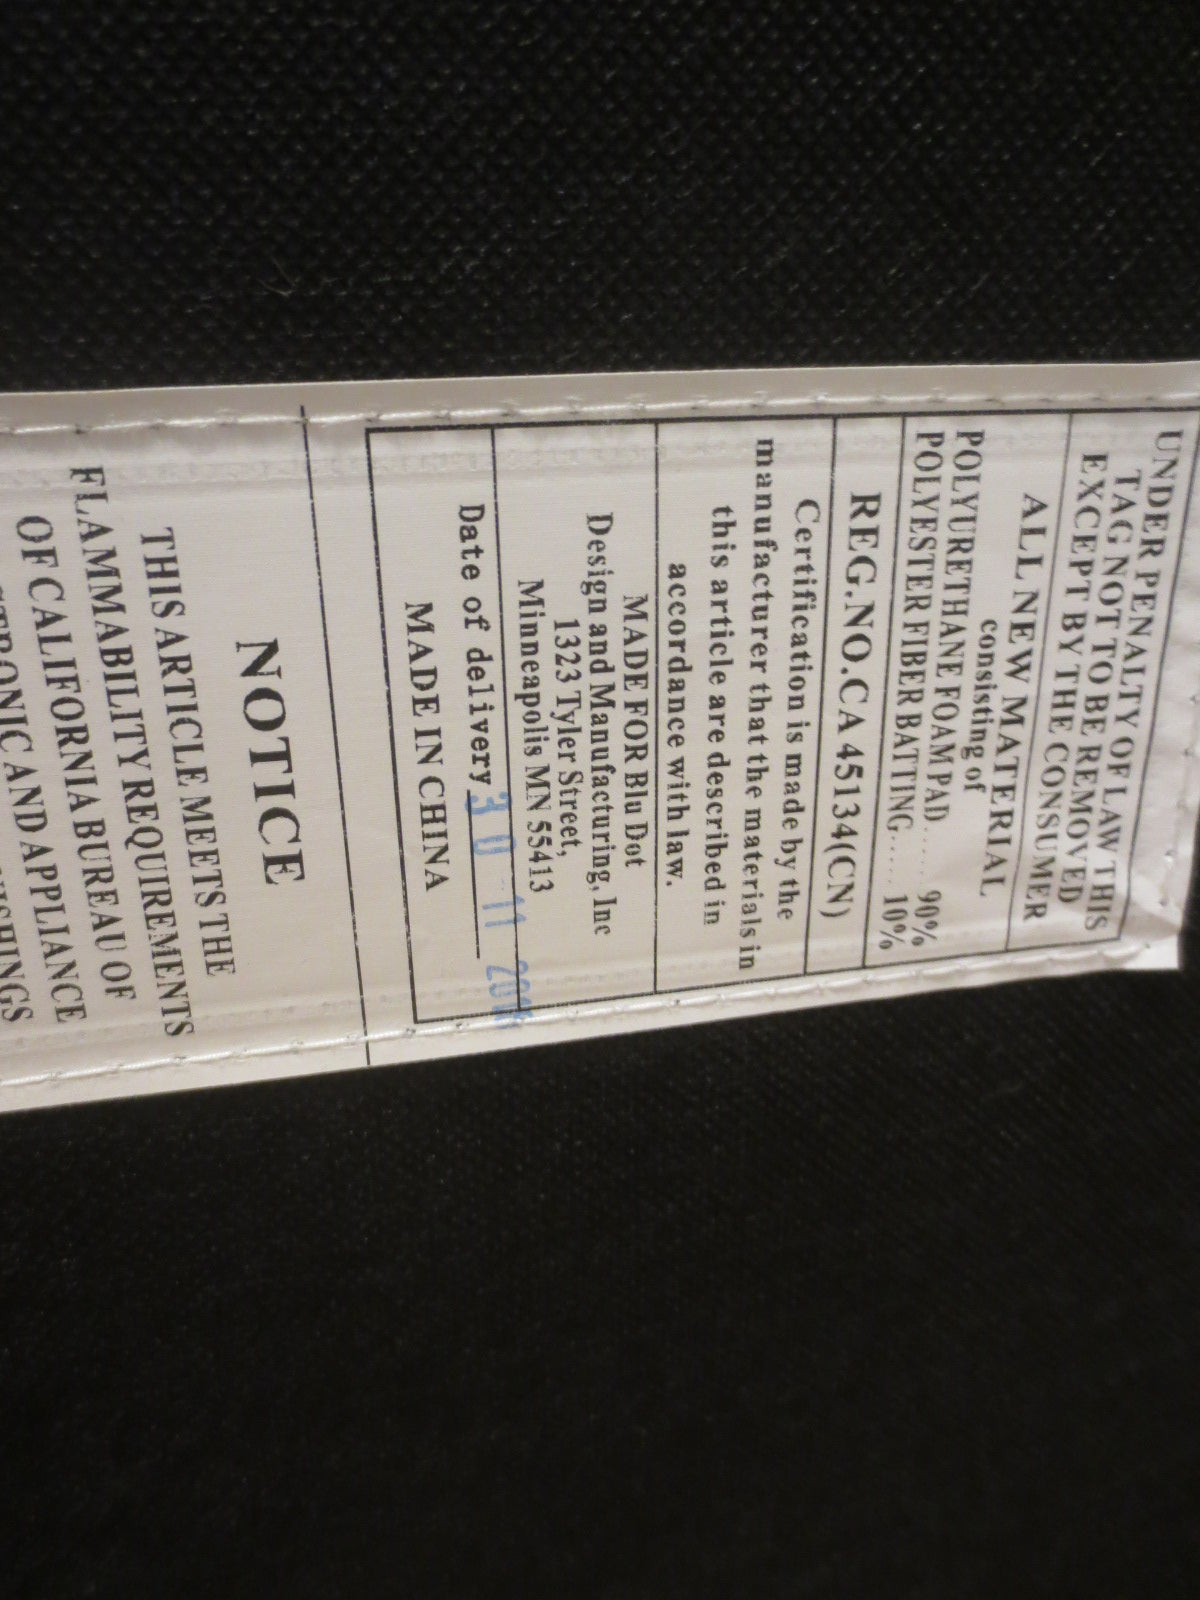 UNDER PENALTY OF LAW THIS
TAG NOT TO BE REMOVED
EXCEPT BY THE CONSUMER
ALL NEW MATERIAL
consisting of
POLYURETHANE FOAM PAD..... 90%
POLYESTER FIBER BATTING..... 10%
REG.NO.CA 45134(CN)
Certification is made by the
manufacturer that the materials in
this article are described in
accordance with law.
MADE FOR Blu Dot
Design and Manufacturing, Inc
1323 Tyler Street,
Minneapolis MN 55413
Date of delivery 30 11
MADE IN CHINA
NOTICE
THIS ARTICLE MEETS THE
FLAMMABILITY REQUIREMENTS
OF CALIFORNIA BUREAU OF
AND APPLIANCE